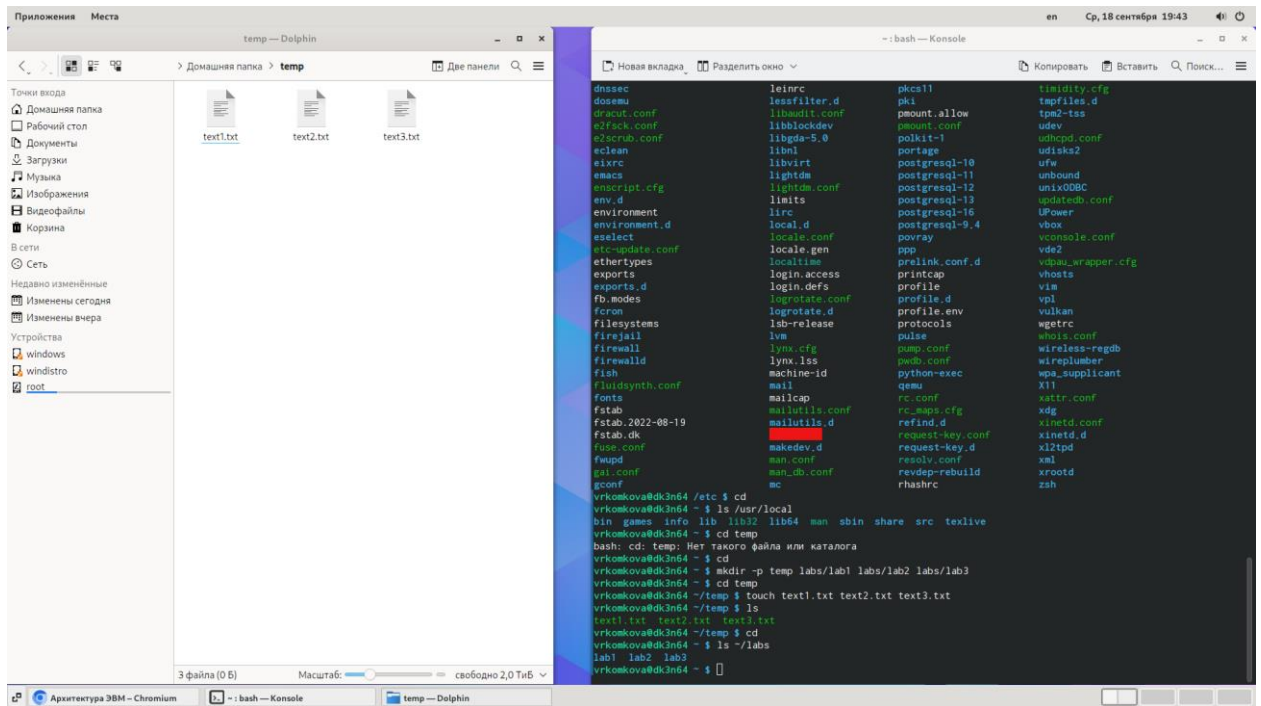 Приложения Места
en Ср, 18 сентября 19:43
temp — Dolphin
Домашняя папка > temp
Две панели
Точки входа
Домашняя папка
Рабочий стол
Документы
Загрузки
Музыка
Изображения
Видеофайлы
Корзина
В сети
Сеть
Недавно изменённые
Изменены сегодня
Изменены вчера
Устройства
windows
windistro
root
text1.txt text2.txt text3.txt
3 файла (0 Б) Масштаб: свободно 2,0 ТиБ
~ : bash — Konsole
Новая вкладка Разделить окно Копировать Вставить Поиск...
dnssec leinrc pkcs11 timidity.cfg
dosemu lessfilter.d pki tmpfiles.d
dracut.conf libaudit.conf pmount.allow tpm2-tss
e2fsck.conf libblockdev pmount.conf udev
e2scrub.conf libgda-5.0 polkit-1 udhcpd.conf
eclean libnl portage udisks2
eixrc libvirt postgresql-10 ufw
emacs lightdm postgresql-11 unbound
enscript.cfg lightdm.conf postgresql-12 unixODBC
env.d limits postgresql-13 updatedb.conf
environment lirc postgresql-16 UPower
environment.d local.d postgresql-9.4 vbox
eselect locale.conf povray vconsole.conf
etc-update.conf locale.gen ppp vde2
ethertypes localtime prelink.conf.d vdpau_wrapper.cfg
exports login.access printcap vhosts
exports.d login.defs profile vim
fb.modes logrotate.conf profile.d vpl
fcron logrotate.d profile.env vulkan
filesystems lsb-release protocols wgetrc
firejail lvm pulse whois.conf
firewall lynx.cfg pump.conf wireless-regdb
firewalld lynx.lss pwdb.conf wireplumber
fish machine-id python-exec wpa_supplicant
fluidsynth.conf mail qemu X11
fonts mailcap rc.conf xattr.conf
fstab mailutils.conf rc_maps.cfg xdg
fstab.2022-08-19 mailutils.d refind.d xinetd.conf
fstab.dk request-key.conf xinetd.d
fuse.conf makedev.d request-key.d xl2tpd
fwupd man.conf resolv.conf xml
gai.conf man_db.conf revdep-rebuild xrootd
gconf mc rhashrc zsh
vrkomkova@dk3n64 /etc $ cd
vrkomkova@dk3n64 ~ $ ls /usr/local
bin games info lib lib32 lib64 man sbin share src texlive
vrkomkova@dk3n64 ~ $ cd temp
bash: cd: temp: Нет такого файла или каталога
vrkomkova@dk3n64 ~ $ cd
vrkomkova@dk3n64 ~ $ mkdir -p temp labs/lab1 labs/lab2 labs/lab3
vrkomkova@dk3n64 ~ $ cd temp
vrkomkova@dk3n64 ~/temp $ touch text1.txt text2.txt text3.txt
vrkomkova@dk3n64 ~/temp $ ls
text1.txt text2.txt text3.txt
vrkomkova@dk3n64 ~/temp $ cd
vrkomkova@dk3n64 ~ $ ls ~/labs
lab1 lab2 lab3
vrkomkova@dk3n64 ~ $
Архитектура ЭВМ – Chromium ~ : bash — Konsole temp — Dolphin